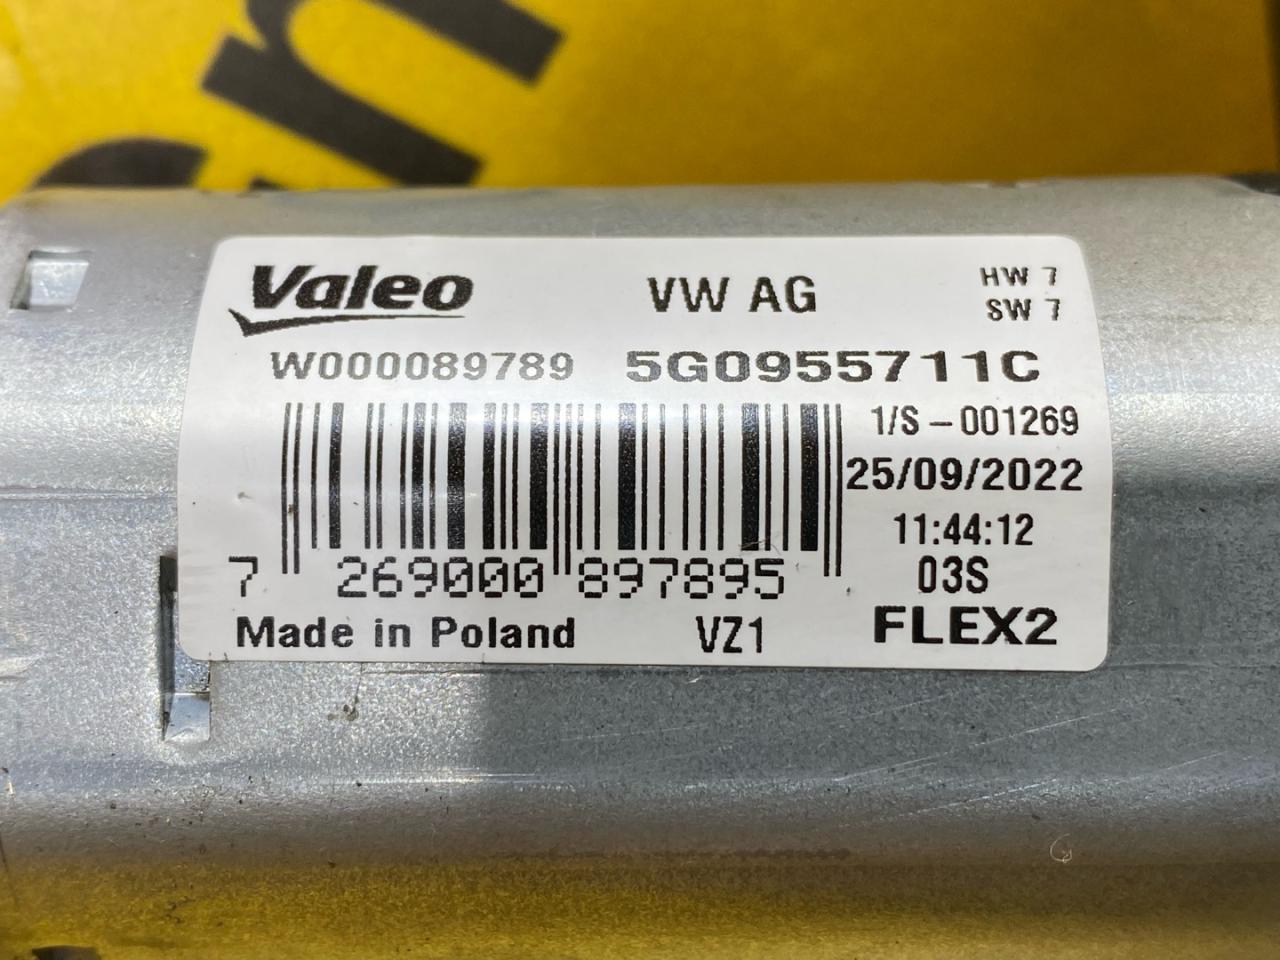 en
Valeo VW AG HW 7
SW 7
W000089789 5G0955711C
1/S-001269
25/09/2022
11:44:12
7 269000 897895 03S
Made in Poland VZ1 FLEX2